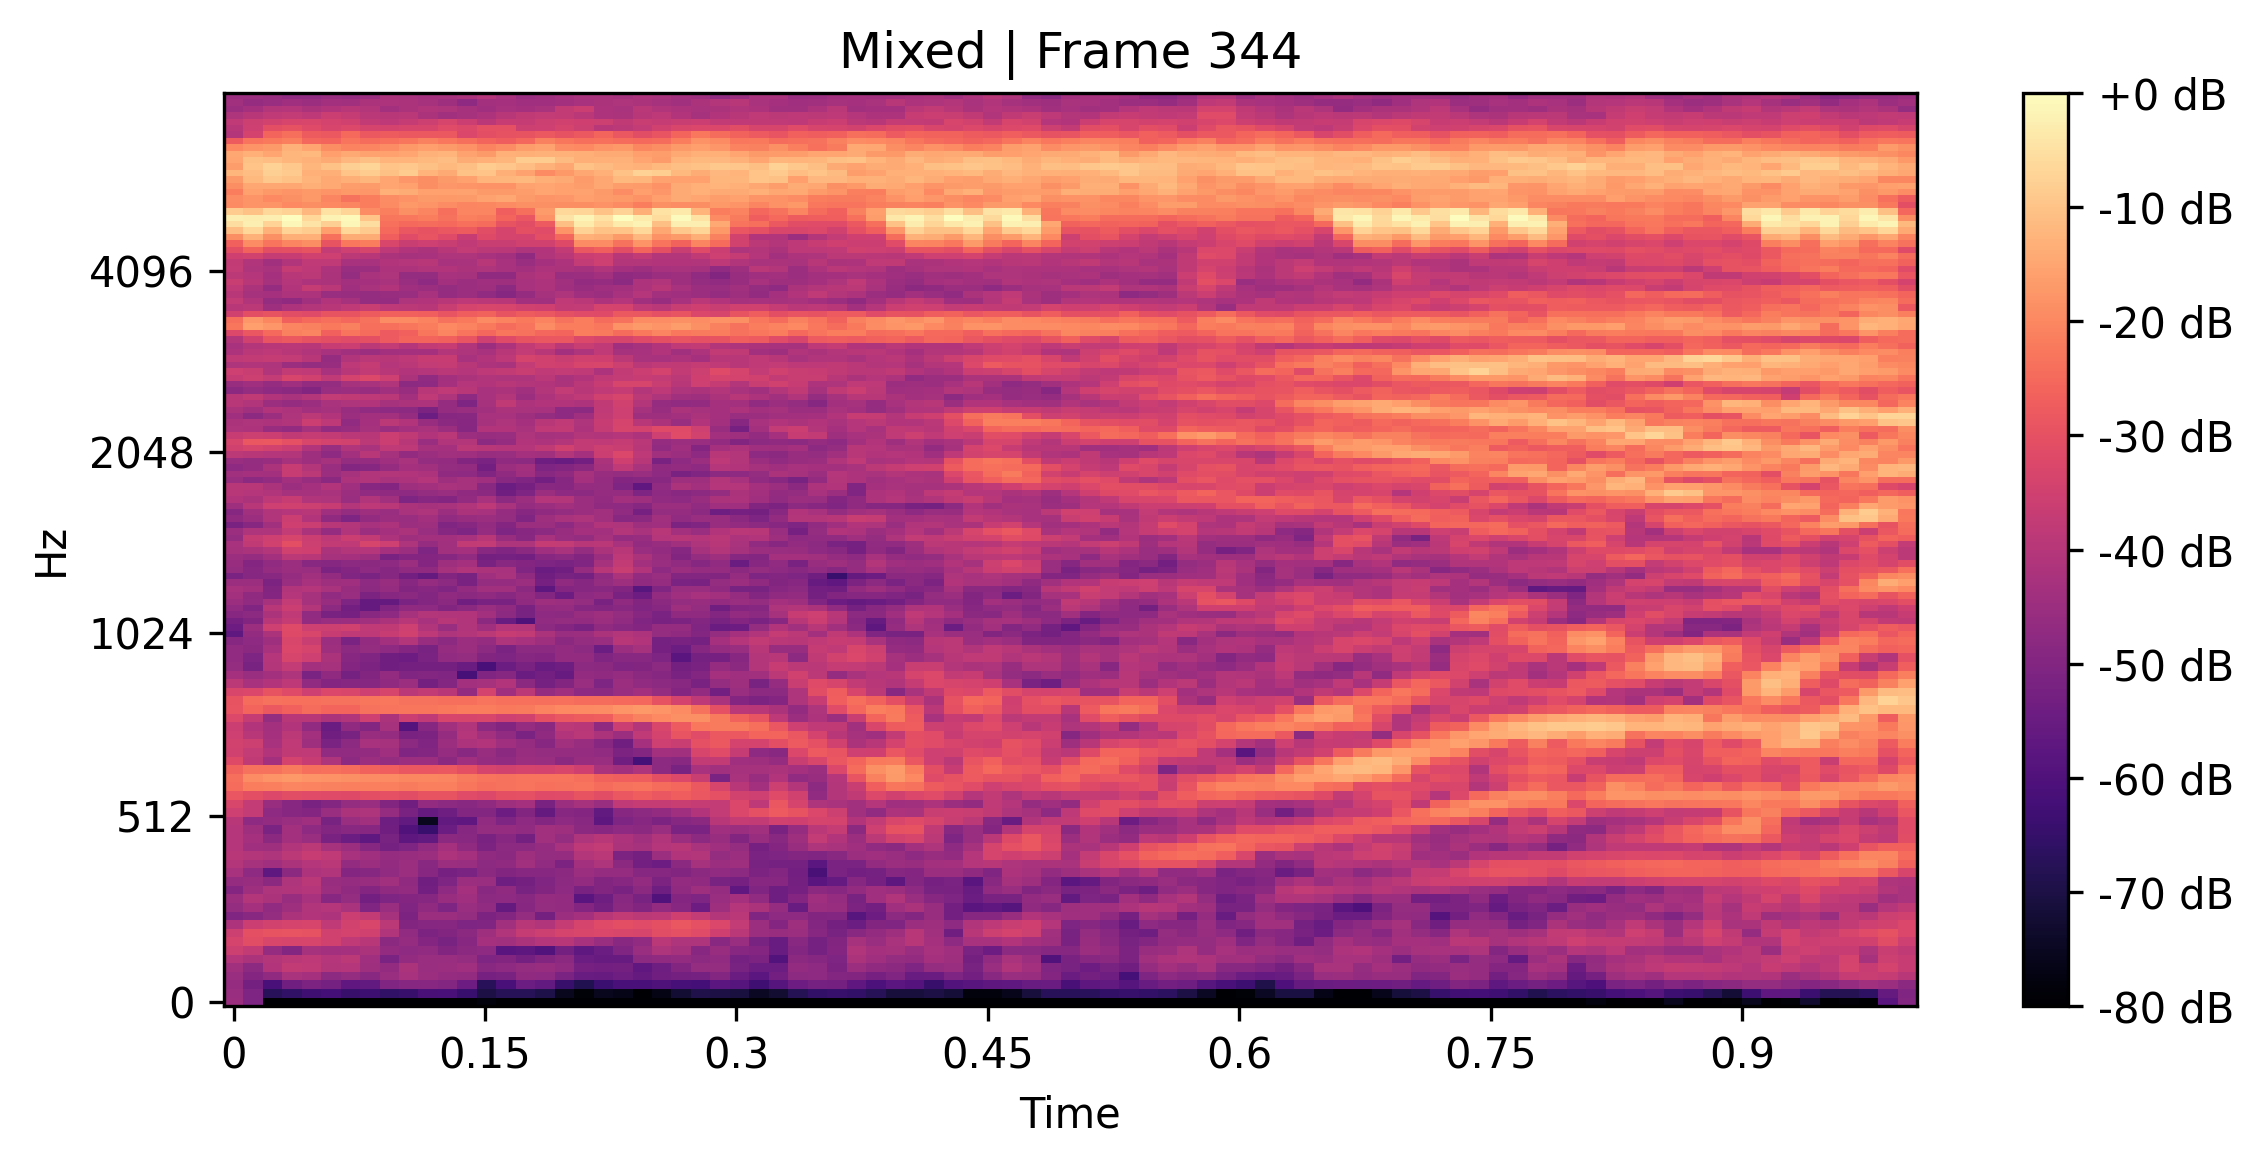 Mixed | Frame 344
+0 dB
-10 dB
-20 dB
-30 dB
-40 dB
-50 dB
-60 dB
-70 dB
-80 dB
4096
2048
1024
512
0
Hz
0 0.15 0.3 0.45 0.6 0.75 0.9
Time